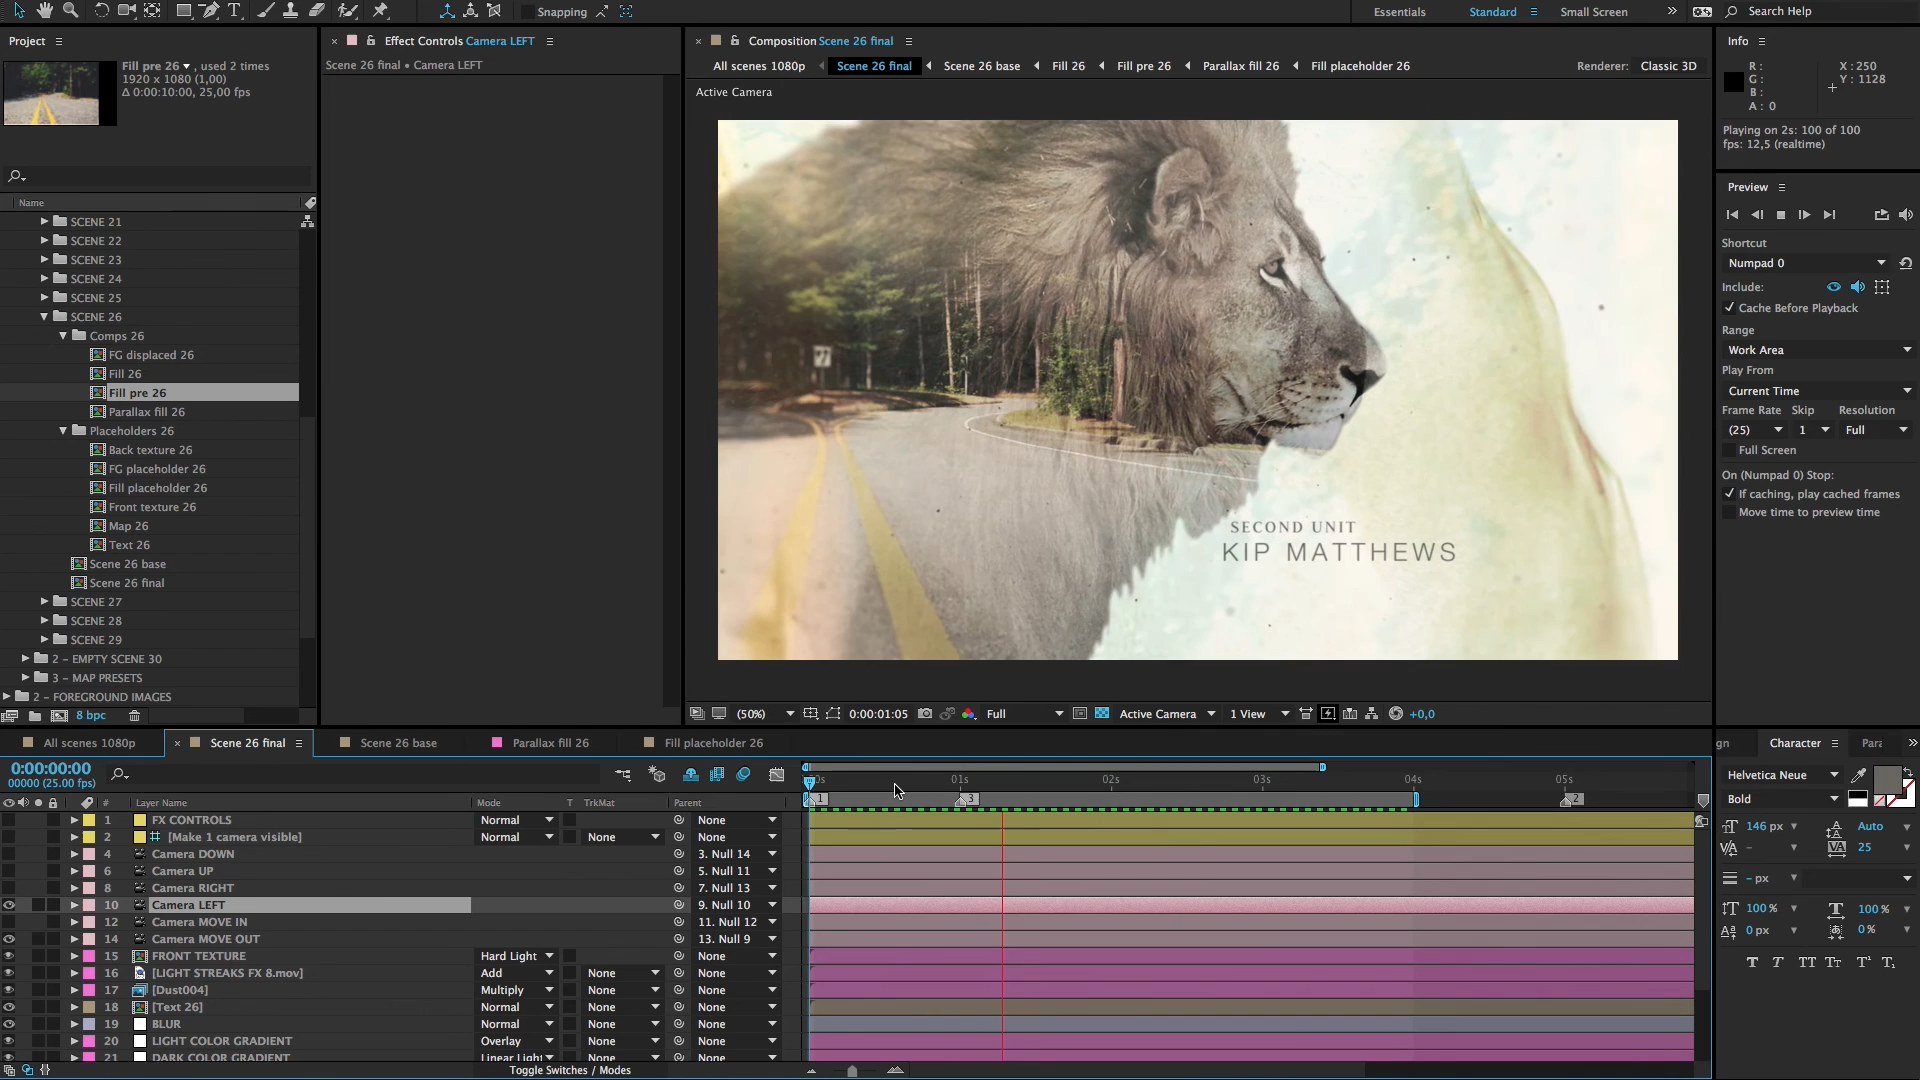 Snapping
Essentials
Standard
Small Screen
Search Help
Project
Effect Controls Camera LEFT
Composition Scene 26 final
Info
Fill pre 26 , used 2 times
1920 x 1080 (1,00)
Δ 0:00:10:00, 25,00 fps
Scene 26 final • Camera LEFT
All scenes 1080p
Scene 26 final
Scene 26 base
Fill 26
Fill pre 26
Parallax fill 26
Fill placeholder 26
Renderer:
Classic 3D
Active Camera
R :
G :
B :
A : 0
X : 250
Y : 1128
Playing on 2s: 100 of 100
fps: 12,5 (realtime)
Name
SCENE 21
SCENE 22
SCENE 23
SCENE 24
SCENE 25
SCENE 26
Comps 26
FG displaced 26
Fill 26
Fill pre 26
Parallax fill 26
Placeholders 26
Back texture 26
FG placeholder 26
Fill placeholder 26
Front texture 26
Map 26
Text 26
Scene 26 base
Scene 26 final
SCENE 27
SCENE 28
SCENE 29
2 – EMPTY SCENE 30
3 – MAP PRESETS
2 – FOREGROUND IMAGES
8 bpc
SECOND UNIT
KIP MATTHEWS
Preview
Shortcut
Numpad 0
Include:
Cache Before Playback
Range
Work Area
Play From
Current Time
Frame Rate
Skip
Resolution
(25)
1
Full
Full Screen
On (Numpad 0) Stop:
If caching, play cached frames
Move time to preview time
(50%)
0:00:01:05
Full
Active Camera
1 View
+0,0
All scenes 1080p
Scene 26 final
Scene 26 base
Parallax fill 26
Fill placeholder 26
gn
Character
Para
0:00:00:00
00000 (25.00 fps)
01s
02s
03s
04s
05s
1
3
2
# Layer Name
Mode
T
TrkMat
Parent
1 FX CONTROLS Normal None
2 [Make 1 camera visible] Normal None None
4 Camera DOWN 3. Null 14
6 Camera UP 5. Null 11
8 Camera RIGHT 7. Null 13
10 Camera LEFT 9. Null 10
12 Camera MOVE IN 11. Null 12
14 Camera MOVE OUT 13. Null 9
15 FRONT TEXTURE Hard Light None
16 [LIGHT STREAKS FX 8.mov] Add None None
17 [Dust004] Multiply None None
18 [Text 26] Normal None None
19 BLUR Normal None None
20 LIGHT COLOR GRADIENT Overlay None None
21 DARK COLOR GRADIENT Linear Light None None
Toggle Switches / Modes
Helvetica Neue
Bold
146 px
Auto
–
25
– px
100 %
100 %
0 px
0 %